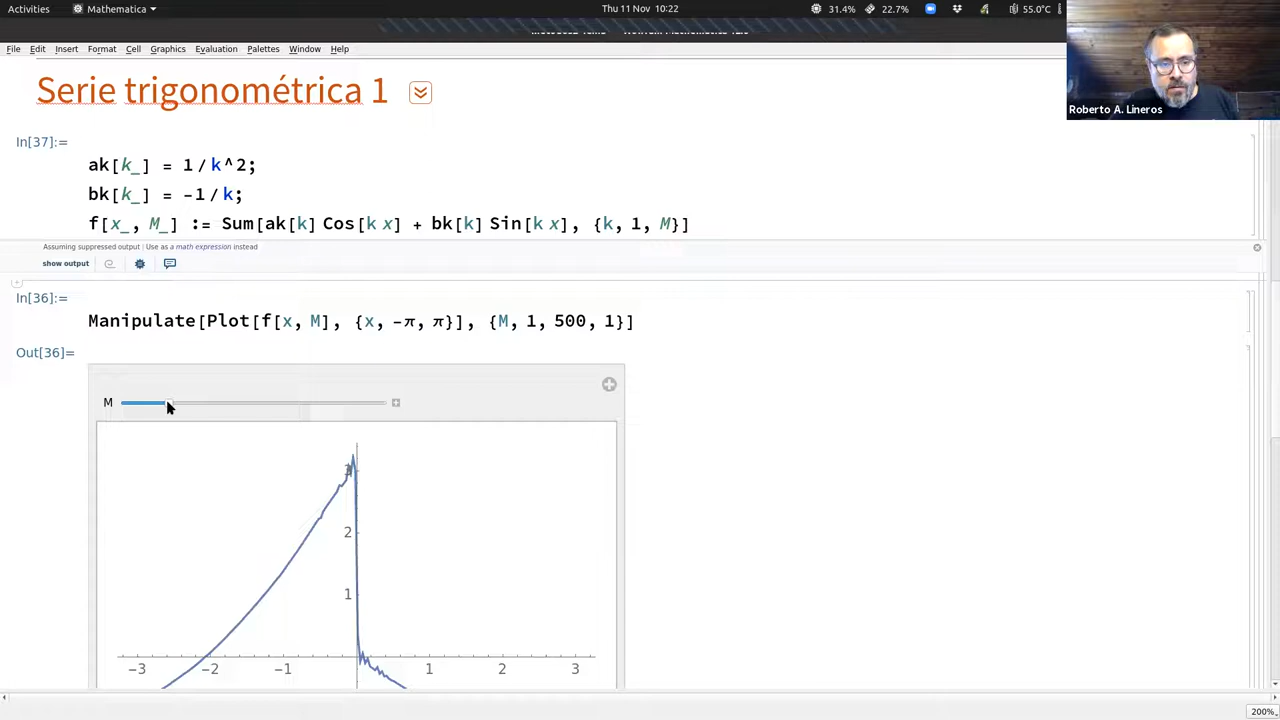 Activities Mathematica Thu 11 Nov 10:22 31.4% 22.7% 55.0°C
File Edit Insert Format Cell Graphics Evaluation Palettes Window Help
Roberto A. Lineros
Serie trigonométrica 1
In[37]:=
ak[k_] = 1/k^2;
bk[k_] = -1/k;
f[x_, M_] := Sum[ak[k] Cos[k x] + bk[k] Sin[k x], {k, 1, M}]
Assuming suppressed output | Use as a math expression instead
show output
In[36]:=
Manipulate[Plot[f[x, M], {x, -π, π}], {M, 1, 500, 1}]
Out[36]=
M
3
2
1
-3 -2 -1 1 2 3
200%